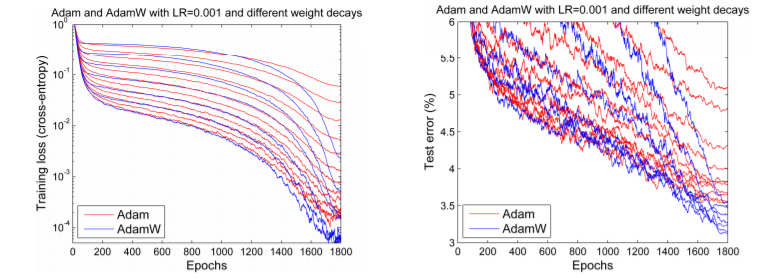 Adam and AdamW with LR=0.001 and different weight decays
Training loss (cross-entropy)
10^0
10^-1
10^-2
10^-3
10^-4
Adam
AdamW
0 200 400 600 800 1000 1200 1400 1600 1800
Epochs
Adam and AdamW with LR=0.001 and different weight decays
Test error (%)
6
5.5
5
4.5
4
3.5
3
Adam
AdamW
0 200 400 600 800 1000 1200 1400 1600 1800
Epochs